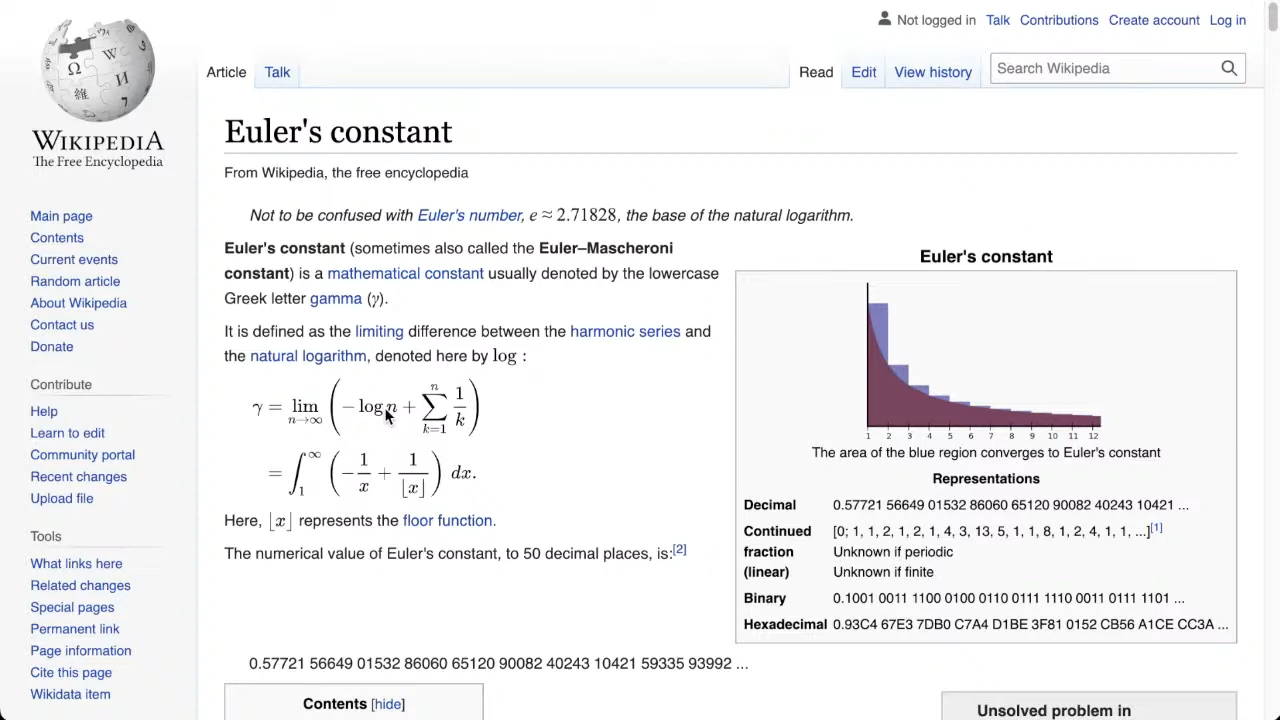 Not logged in Talk Contributions Create account Log in
Article Talk Read Edit View history Search Wikipedia
WIKIPEDIA
The Free Encyclopedia
Main page
Contents
Current events
Random article
About Wikipedia
Contact us
Donate
Contribute
Help
Learn to edit
Community portal
Recent changes
Upload file
Tools
What links here
Related changes
Special pages
Permanent link
Page information
Cite this page
Wikidata item
Euler's constant
From Wikipedia, the free encyclopedia
Not to be confused with Euler's number, e ≈ 2.71828, the base of the natural logarithm.
Euler's constant (sometimes also called the Euler–Mascheroni
constant) is a mathematical constant usually denoted by the lowercase
Greek letter gamma (γ).
It is defined as the limiting difference between the harmonic series and
the natural logarithm, denoted here by log :
γ = lim n→∞ ( − log n + ∑ k=1 n 1/k )
= ∫ 1 ∞ ( − 1/x + 1/⌊x⌋ ) dx.
Here, ⌊x⌋ represents the floor function.
The numerical value of Euler's constant, to 50 decimal places, is:[2]
0.57721 56649 01532 86060 65120 90082 40243 10421 59335 93992 ...
Contents [hide]
Euler's constant
1 2 3 4 5 6 7 8 9 10 11 12
The area of the blue region converges to Euler's constant
Representations
Decimal 0.57721 56649 01532 86060 65120 90082 40243 10421 ...
Continued [0; 1, 1, 2, 1, 2, 1, 4, 3, 13, 5, 1, 1, 8, 1, 2, 4, 1, 1, ...][1]
fraction Unknown if periodic
(linear) Unknown if finite
Binary 0.1001 0011 1100 0100 0110 0111 1110 0011 0111 1101 ...
Hexadecimal 0.93C4 67E3 7DB0 C7A4 D1BE 3F81 0152 CB56 A1CE CC3A ...
Unsolved problem in